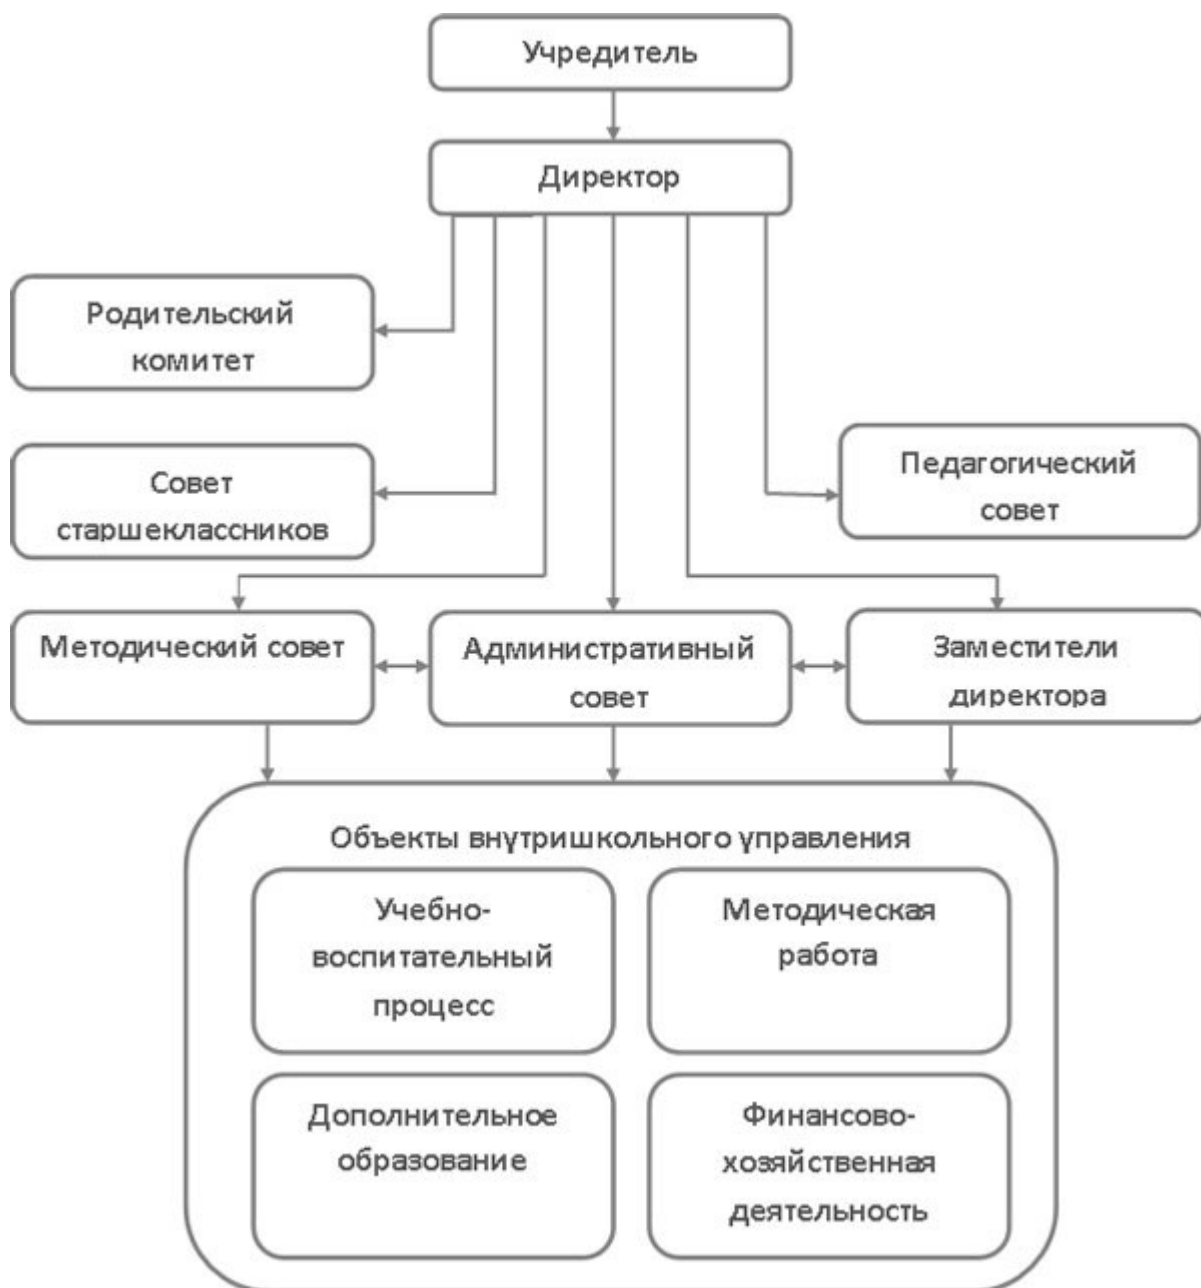 Учредитель
Директор
Родительский
комитет
Совет
старшеклассников
Педагогический
совет
Методический совет
Административный
совет
Заместители
директора
Объекты внутришкольного управления
Учебно-
воспитательный
процесс
Методическая
работа
Дополнительное
образование
Финансово-
хозяйственная
деятельность